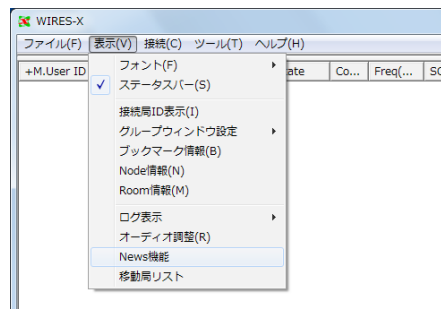 WIRES-X
ファイル(F) 表示(V) 接続(C) ツール(T) ヘルプ(H)
+M.User ID ate Co... Freq(... SQ
フォント(F)
ステータスバー(S)
接続局ID表示(I)
グループウィンドウ設定
ブックマーク情報(B)
Node情報(N)
Room情報(M)
ログ表示
オーディオ調整(R)
News機能
移動局リスト